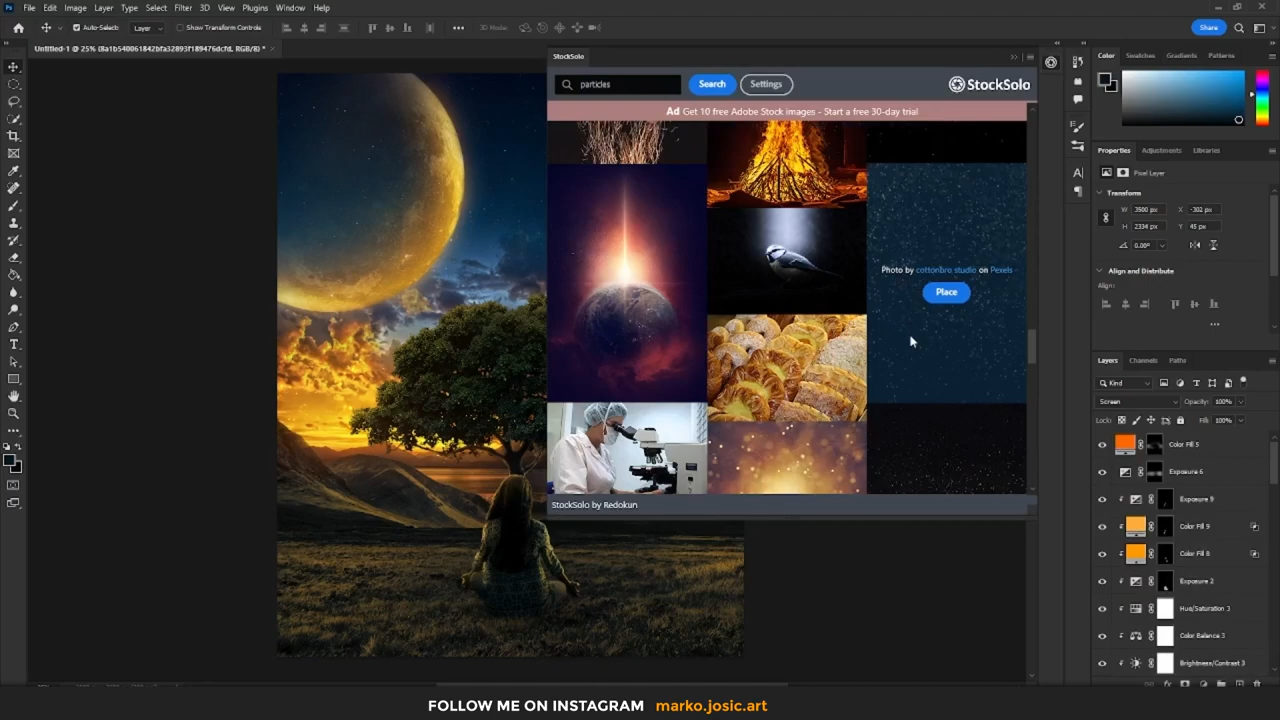 Ps File Edit Image Layer Type Select Filter 3D View Plugins Window Help
Auto-Select: Layer Show Transform Controls 3D Mode: Share
Untitled-1 @ 25% (8a1b540061842bfa32893f189476dcfd, RGB/8) *
StockSolo
particles Search Settings StockSolo
Ad Get 10 free Adobe Stock images - Start a free 30-day trial
Photo by cottonbro studio on Pexels
Place
StockSolo by Redokun
Color Swatches Gradients Patterns
Properties Adjustments Libraries
Pixel Layer
Transform
W 3500 px X -302 px
H 2334 px Y 45 px
0.00°
Align and Distribute
Align:
Layers Channels Paths
Kind
Screen Opacity: 100%
Lock: Fill: 100%
Color Fill 5
Exposure 6
Exposure 9
Color Fill 9
Color Fill 8
Exposure 2
Hue/Saturation 3
Color Balance 3
Brightness/Contrast 3
FOLLOW ME ON INSTAGRAM marko.josic.art